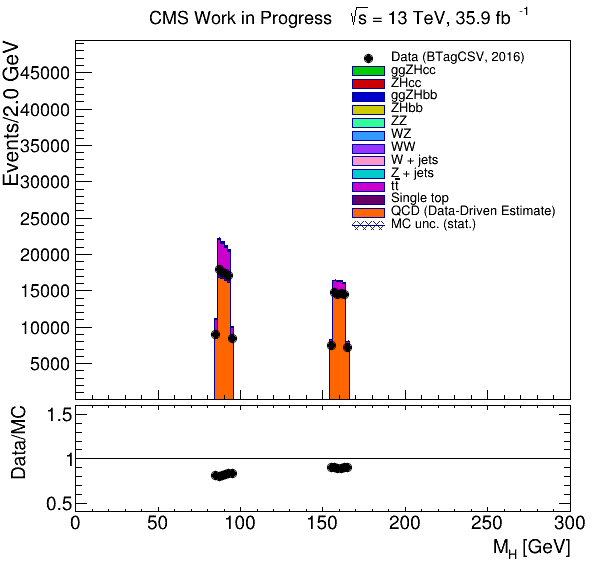 CMS Work in Progress √s = 13 TeV, 35.9 fb⁻¹
Events/2.0 GeV
45000
40000
35000
30000
25000
20000
15000
10000
5000
Data (BTagCSV, 2016)
ggZHcc
ZHcc
ggZHbb
ZHbb
ZZ
WZ
WW
W + jets
Z + jets
tt̅
Single top
QCD (Data-Driven Estimate)
MC unc. (stat.)
Data/MC
1.5
1
0.5
0 50 100 150 200 250 300
M_H [GeV]